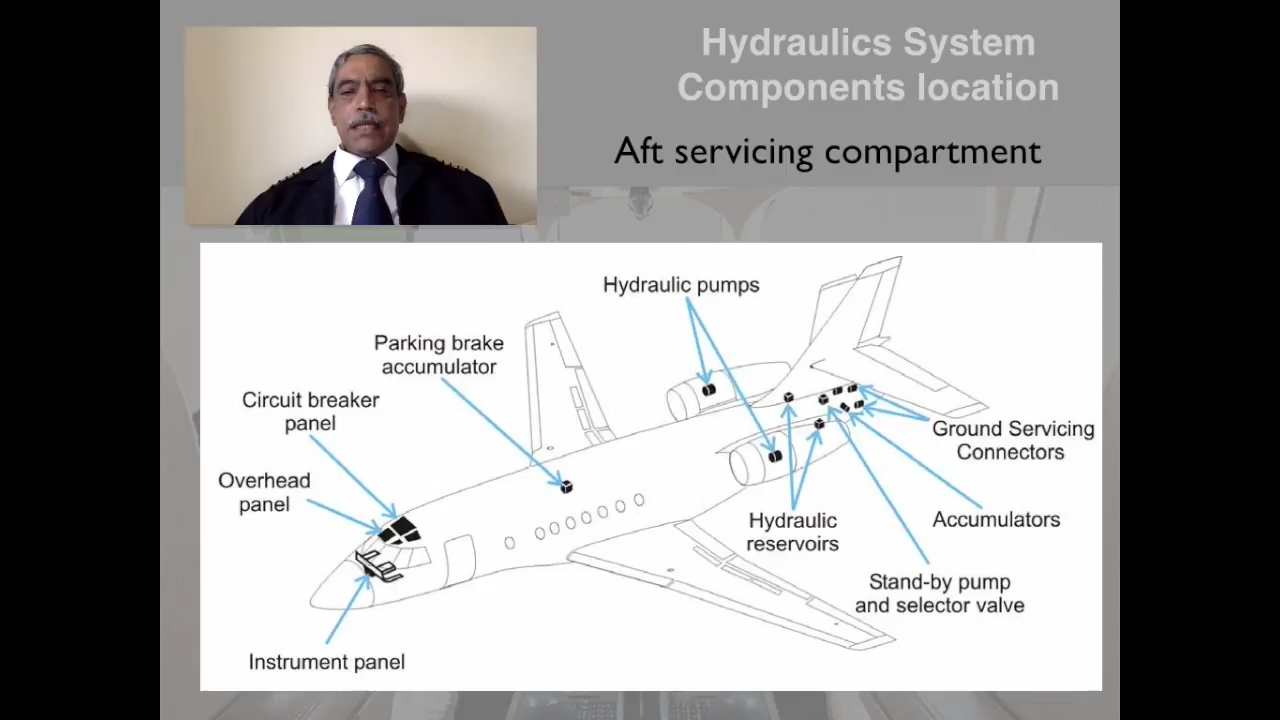 Hydraulics System
Components location
Aft servicing compartment
Hydraulic pumps
Parking brake
accumulator
Circuit breaker
panel
Overhead
panel
Instrument panel
Hydraulic
reservoirs
Ground Servicing
Connectors
Accumulators
Stand-by pump
and selector valve